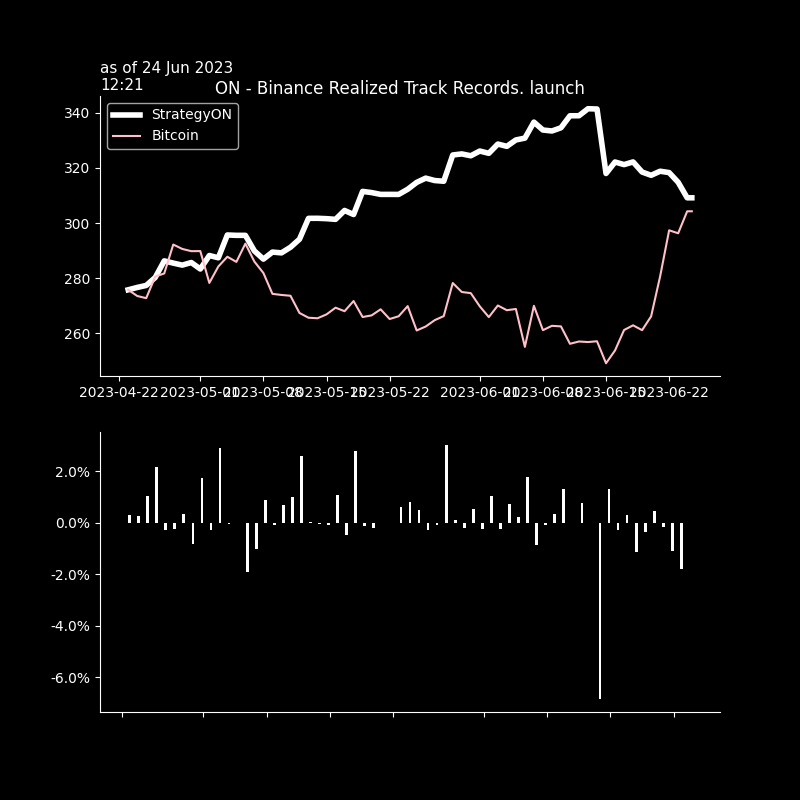 as of 24 Jun 2023
12:21
ON - Binance Realized Track Records. launch
StrategyON
Bitcoin
340
320
300
280
260
2023-04-22 2023-05-01 2023-05-08 2023-05-15 2023-05-22 2023-06-01 2023-06-08 2023-06-15 2023-06-22
2.0%
0.0%
-2.0%
-4.0%
-6.0%